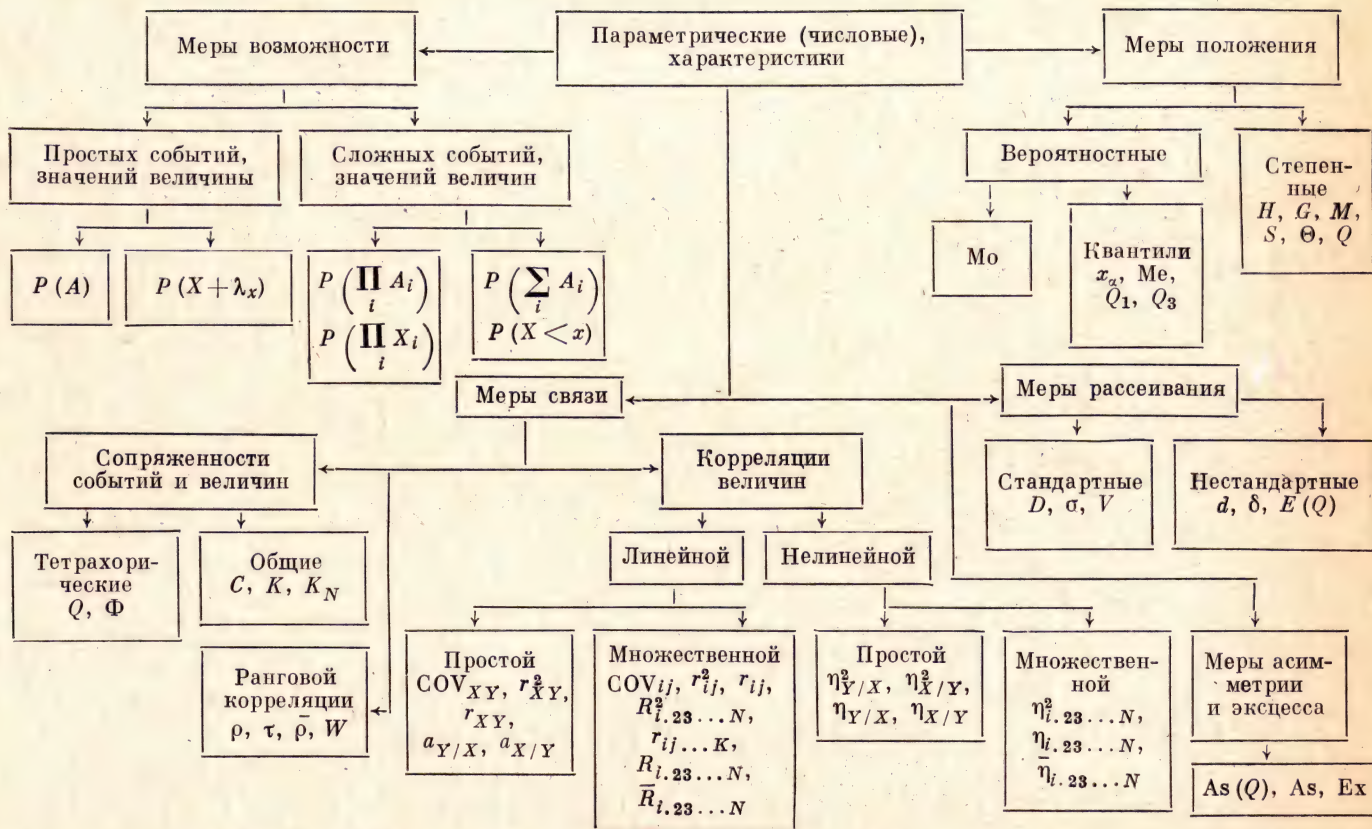 Меры возможности
Параметрические (числовые),
характеристики
Меры положения
Простых событий,
значений величины
Сложных событий,
значений величин
Вероятностные
Степен-
ные
H, G, M,
S, Θ, Q
P (A)
P (X + λx)
P (∏i Ai)
P (∏i Xi)
P (∑i Ai)
P (X < x)
Мо
Квантили
xα, Me,
Q1, Q3
Меры связи
Меры рассеивания
Сопряженности
событий и величин
Корреляции
величин
Стандартные
D, σ, V
Нестандартные
d, δ, E (Q)
Тетрахори-
ческие
Q, Φ
Общие
C, K, KN
Линейной
Нелинейной
Ранговой
корреляции
ρ, τ, ρ̄, W
Простой
COVXY, r²XY,
rXY,
aY/X, aX/Y
Множественной
COVij, r²ij, rij,
R²i.23...N,
rij...K,
Ri.23...N,
R̄i.23...N
Простой
η²Y/X, η²X/Y,
ηY/X, ηX/Y
Множествен-
ной
η²i.23...N,
ηi.23...N,
η̄i.23...N
Меры асим-
метрии
и эксцесса
As (Q), As, Ex